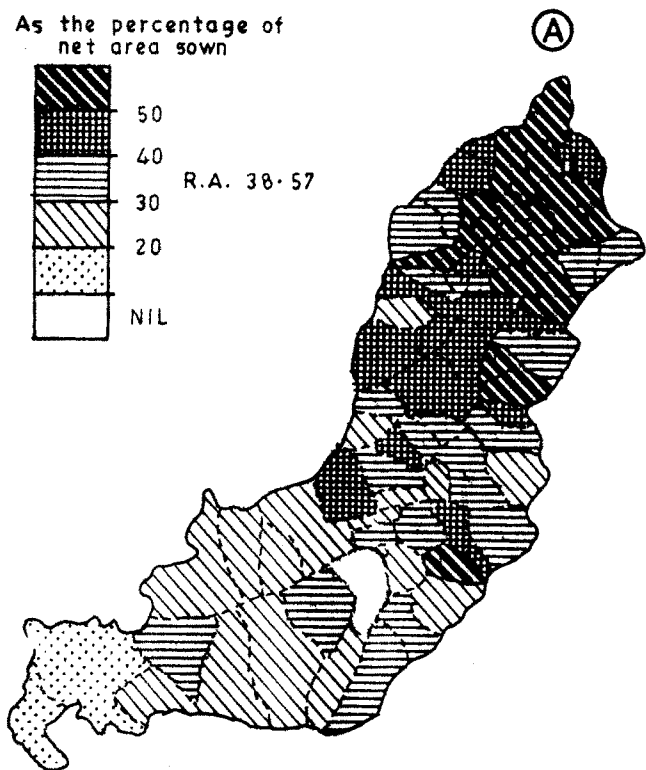 As the percentage of
net area sown
A
50
40
R.A. 38·57
30
20
NIL